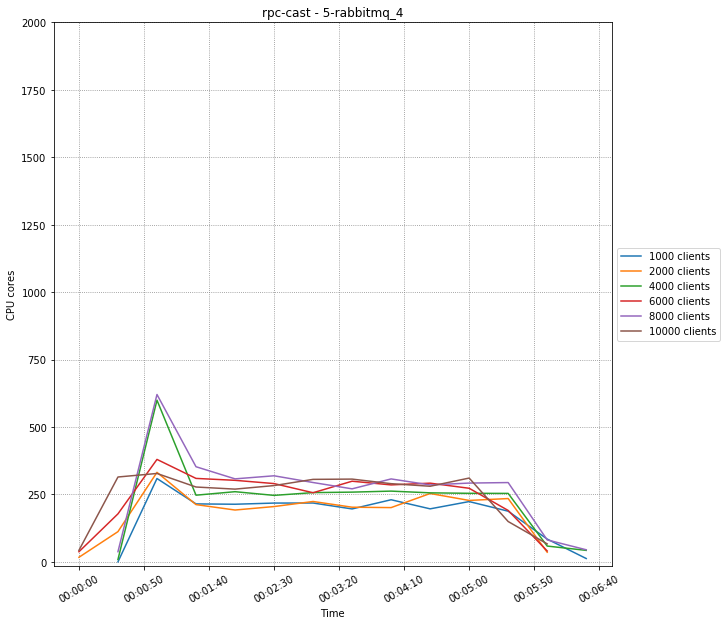 rpc-cast - 5-rabbitmq_4
2000
1750
1500
1250
1000
750
500
250
0
CPU cores
00:00:00
00:00:50
00:01:40
00:02:30
00:03:20
00:04:10
00:05:00
00:05:50
00:06:40
Time
1000 clients
2000 clients
4000 clients
6000 clients
8000 clients
10000 clients